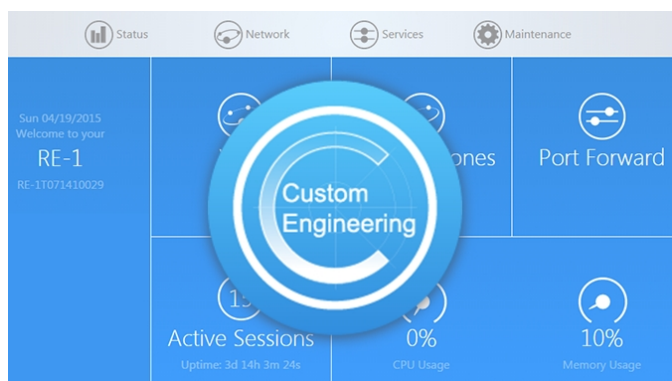 Status
Network
Services
Maintenance
Sun 04/19/2015
Welcome to your
RE-1
RE-1T071410029
Port Forward
Custom
Engineering
Active Sessions
Uptime: 3d 14h 3m 24s
0%
CPU Usage
10%
Memory Usage